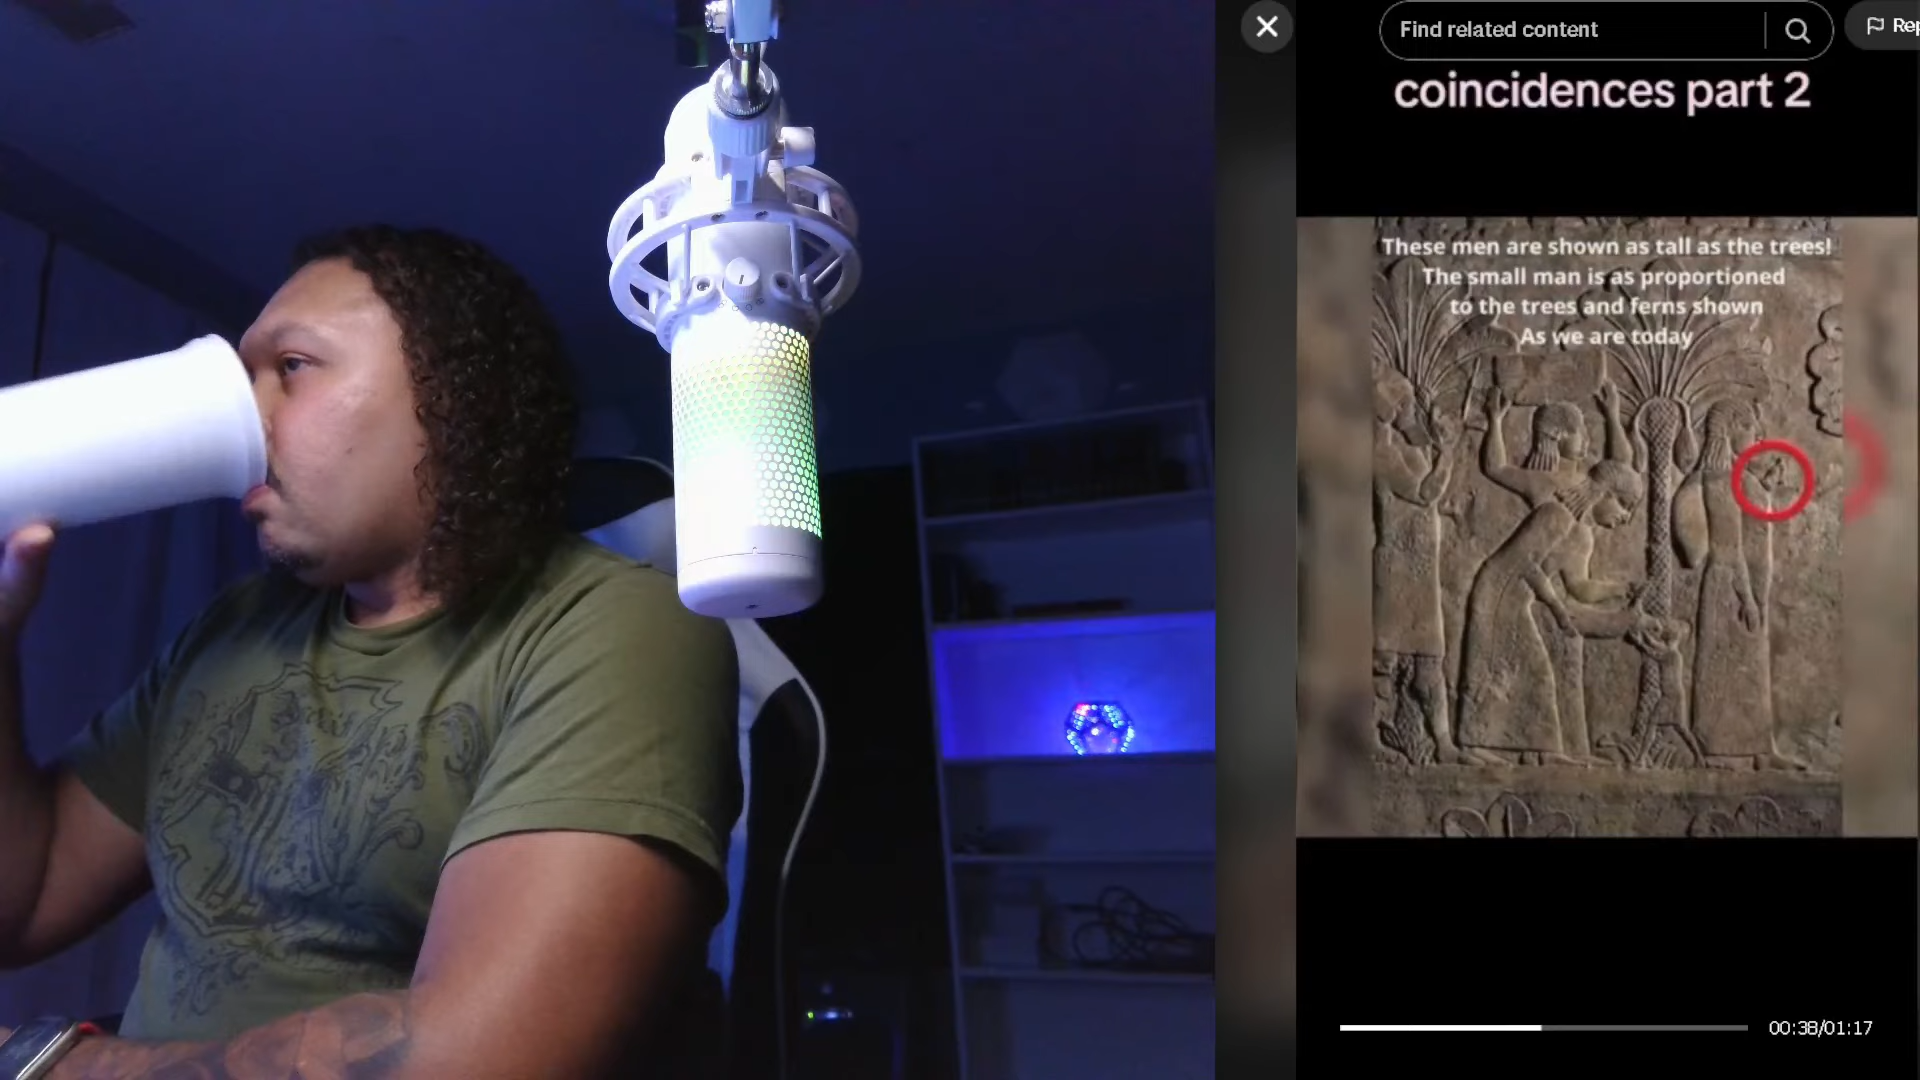 Find related content
Rep
coincidences part 2
These men are shown as tall as the trees!
The small man is as proportioned
to the trees and ferns shown
As we are today
00:38/01:17